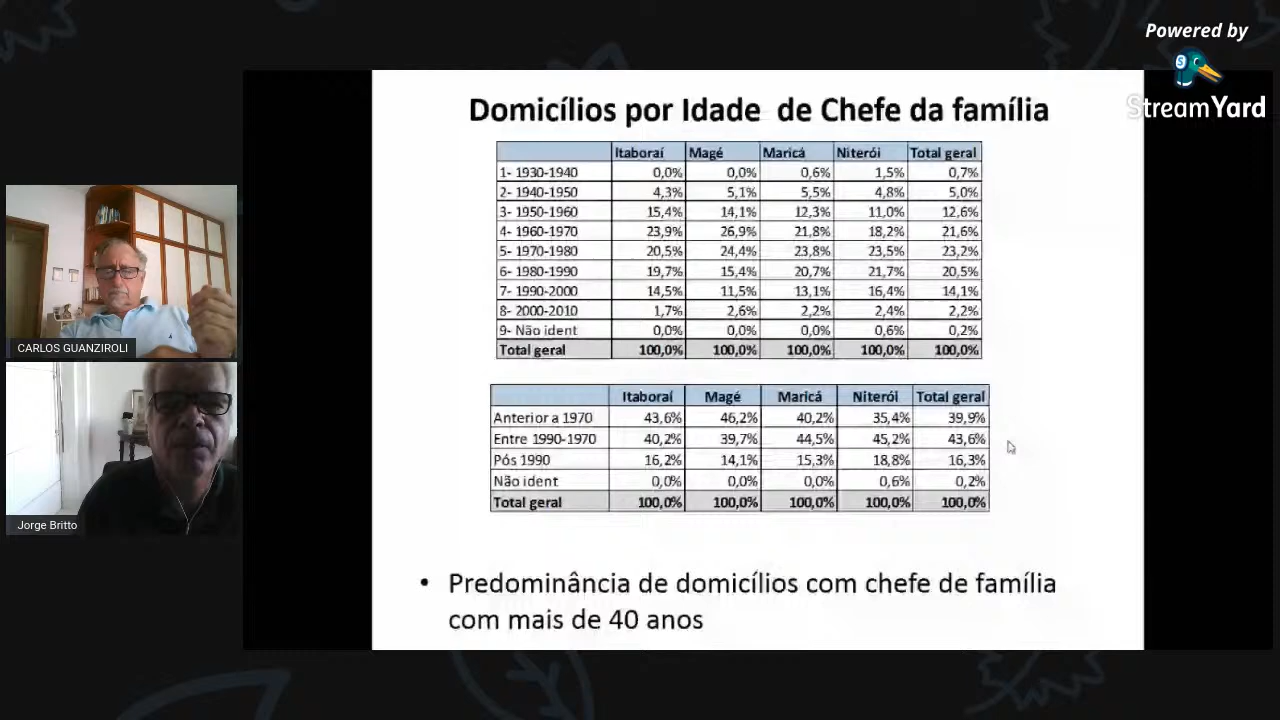 Powered by
StreamYard
Domicílios por Idade de Chefe da família
Itaboraí Magé Maricá Niterói Total geral
1- 1930-1940 0,0% 0,0% 0,6% 1,5% 0,7%
2- 1940-1950 4,3% 5,1% 5,5% 4,8% 5,0%
3- 1950-1960 15,4% 14,1% 12,3% 11,0% 12,6%
4- 1960-1970 23,9% 26,9% 21,8% 18,2% 21,6%
5- 1970-1980 20,5% 24,4% 23,8% 23,5% 23,2%
6- 1980-1990 19,7% 15,4% 20,7% 21,7% 20,5%
7- 1990-2000 14,5% 11,5% 13,1% 16,4% 14,1%
8- 2000-2010 1,7% 2,6% 2,2% 2,4% 2,2%
9- Não ident 0,0% 0,0% 0,0% 0,6% 0,2%
Total geral 100,0% 100,0% 100,0% 100,0% 100,0%
Itaboraí Magé Maricá Niterói Total geral
Anterior a 1970 43,6% 46,2% 40,2% 35,4% 39,9%
Entre 1990-1970 40,2% 39,7% 44,5% 45,2% 43,6%
Pós 1990 16,2% 14,1% 15,3% 18,8% 16,3%
Não ident 0,0% 0,0% 0,0% 0,6% 0,2%
Total geral 100,0% 100,0% 100,0% 100,0% 100,0%
• Predominância de domicílios com chefe de família
com mais de 40 anos
CARLOS GUANZIROLI
Jorge Britto